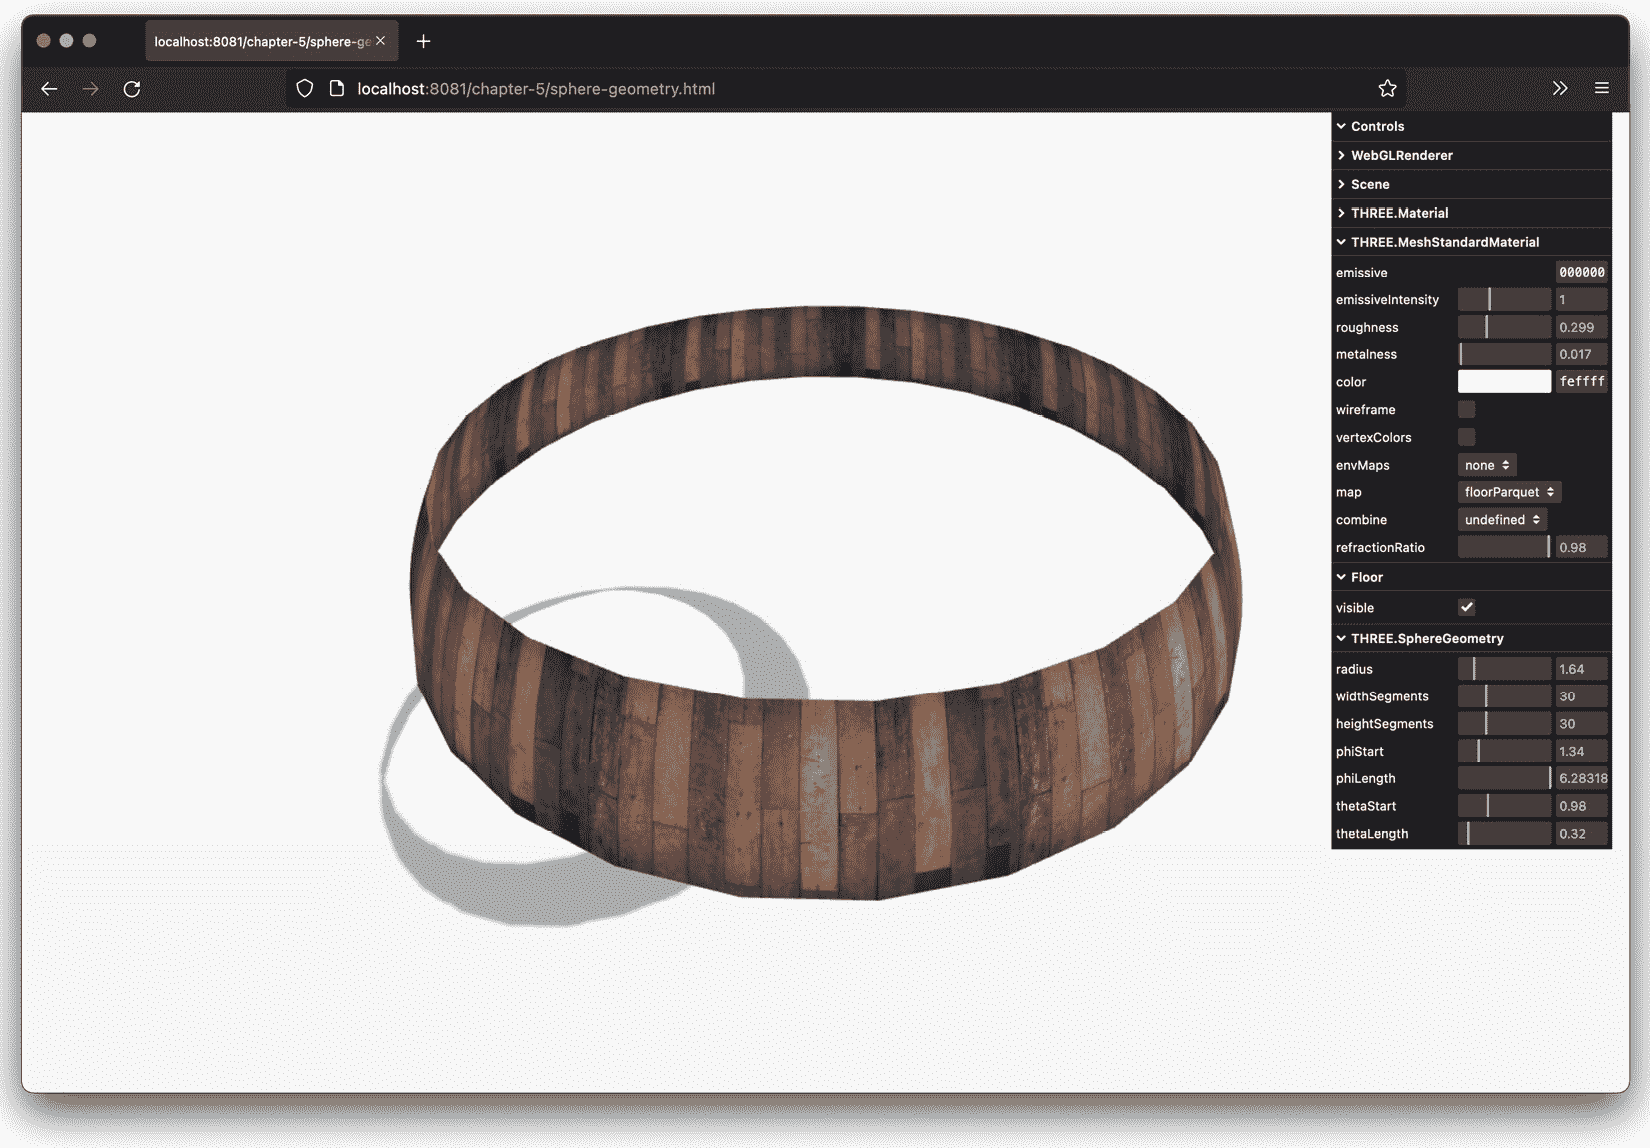 localhost:8081/chapter-5/sphere-ge
localhost:8081/chapter-5/sphere-geometry.html
Controls
WebGLRenderer
Scene
THREE.Material
THREE.MeshStandardMaterial
emissive 000000
emissiveIntensity 1
roughness 0.299
metalness 0.017
color feffff
wireframe
vertexColors
envMaps none
map floorParquet
combine undefined
refractionRatio 0.98
Floor
visible
THREE.SphereGeometry
radius 1.64
widthSegments 30
heightSegments 30
phiStart 1.34
phiLength 6.28318
thetaStart 0.98
thetaLength 0.32